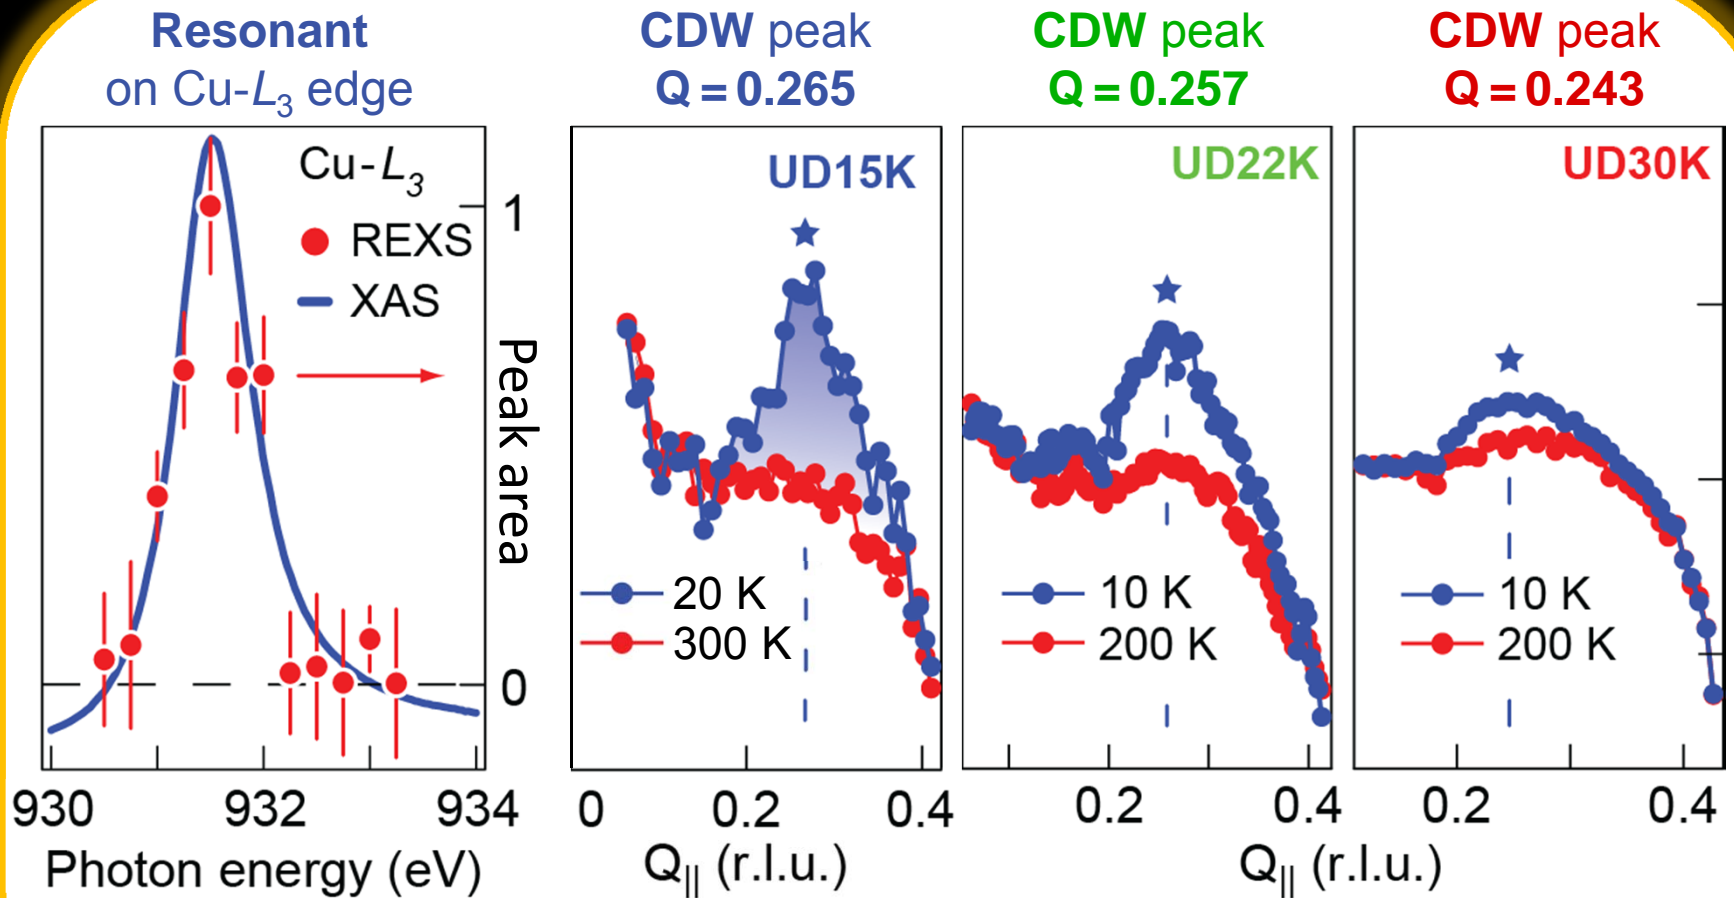 Resonant
on Cu-L3 edge
Cu-L3
REXS
XAS
1
0
Peak area
930
932
934
Photon energy (eV)
CDW peak
Q = 0.265
UD15K
20 K
300 K
0
0.2
0.4
Q|| (r.l.u.)
CDW peak
Q = 0.257
UD22K
10 K
200 K
0.2
0.4
CDW peak
Q = 0.243
UD30K
10 K
200 K
0.2
0.4
Q|| (r.l.u.)